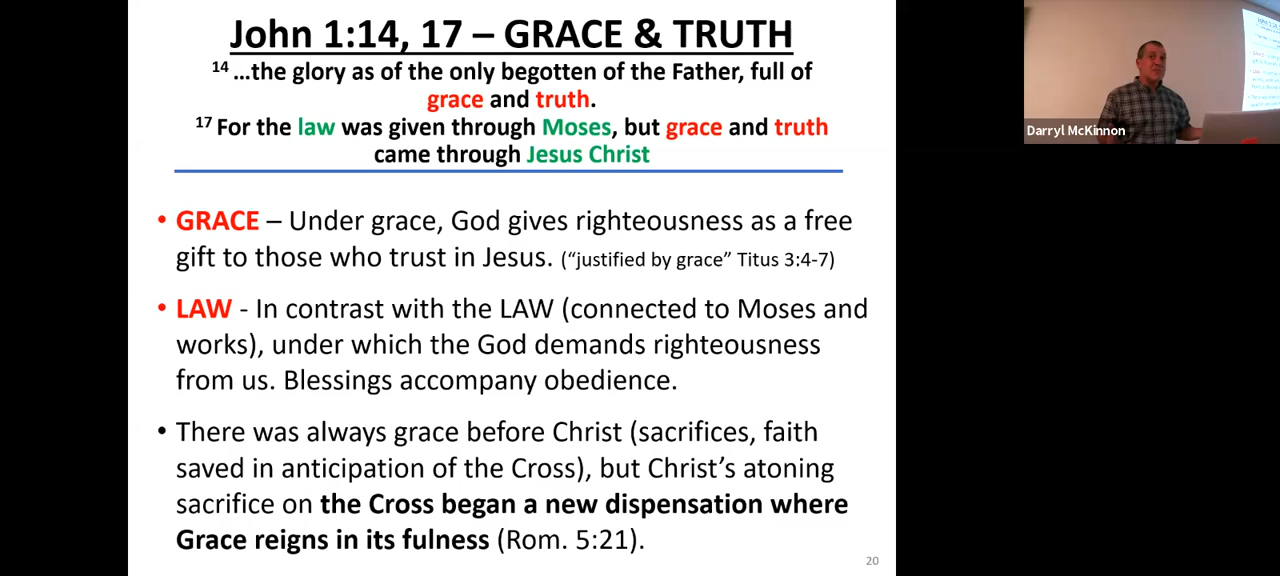 John 1:14, 17 – GRACE & TRUTH
14 ...the glory as of the only begotten of the Father, full of
grace and truth.
17 For the law was given through Moses, but grace and truth
came through Jesus Christ
• GRACE – Under grace, God gives righteousness as a free
gift to those who trust in Jesus. (“justified by grace” Titus 3:4-7)
• LAW - In contrast with the LAW (connected to Moses and
works), under which the God demands righteousness
from us. Blessings accompany obedience.
• There was always grace before Christ (sacrifices, faith
saved in anticipation of the Cross), but Christ’s atoning
sacrifice on the Cross began a new dispensation where
Grace reigns in its fulness (Rom. 5:21).
20
Darryl McKinnon